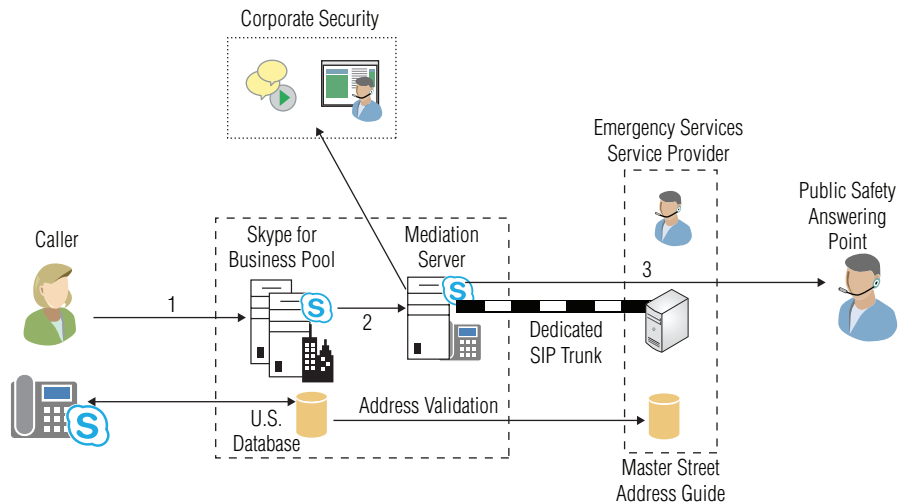 Corporate Security
Emergency Services
Service Provider
Public Safety
Answering
Point
Caller
Skype for
Business Pool
Mediation
Server
1
2
3
S
S
Dedicated
SIP Trunk
S
U.S.
Database
Address Validation
Master Street
Address Guide